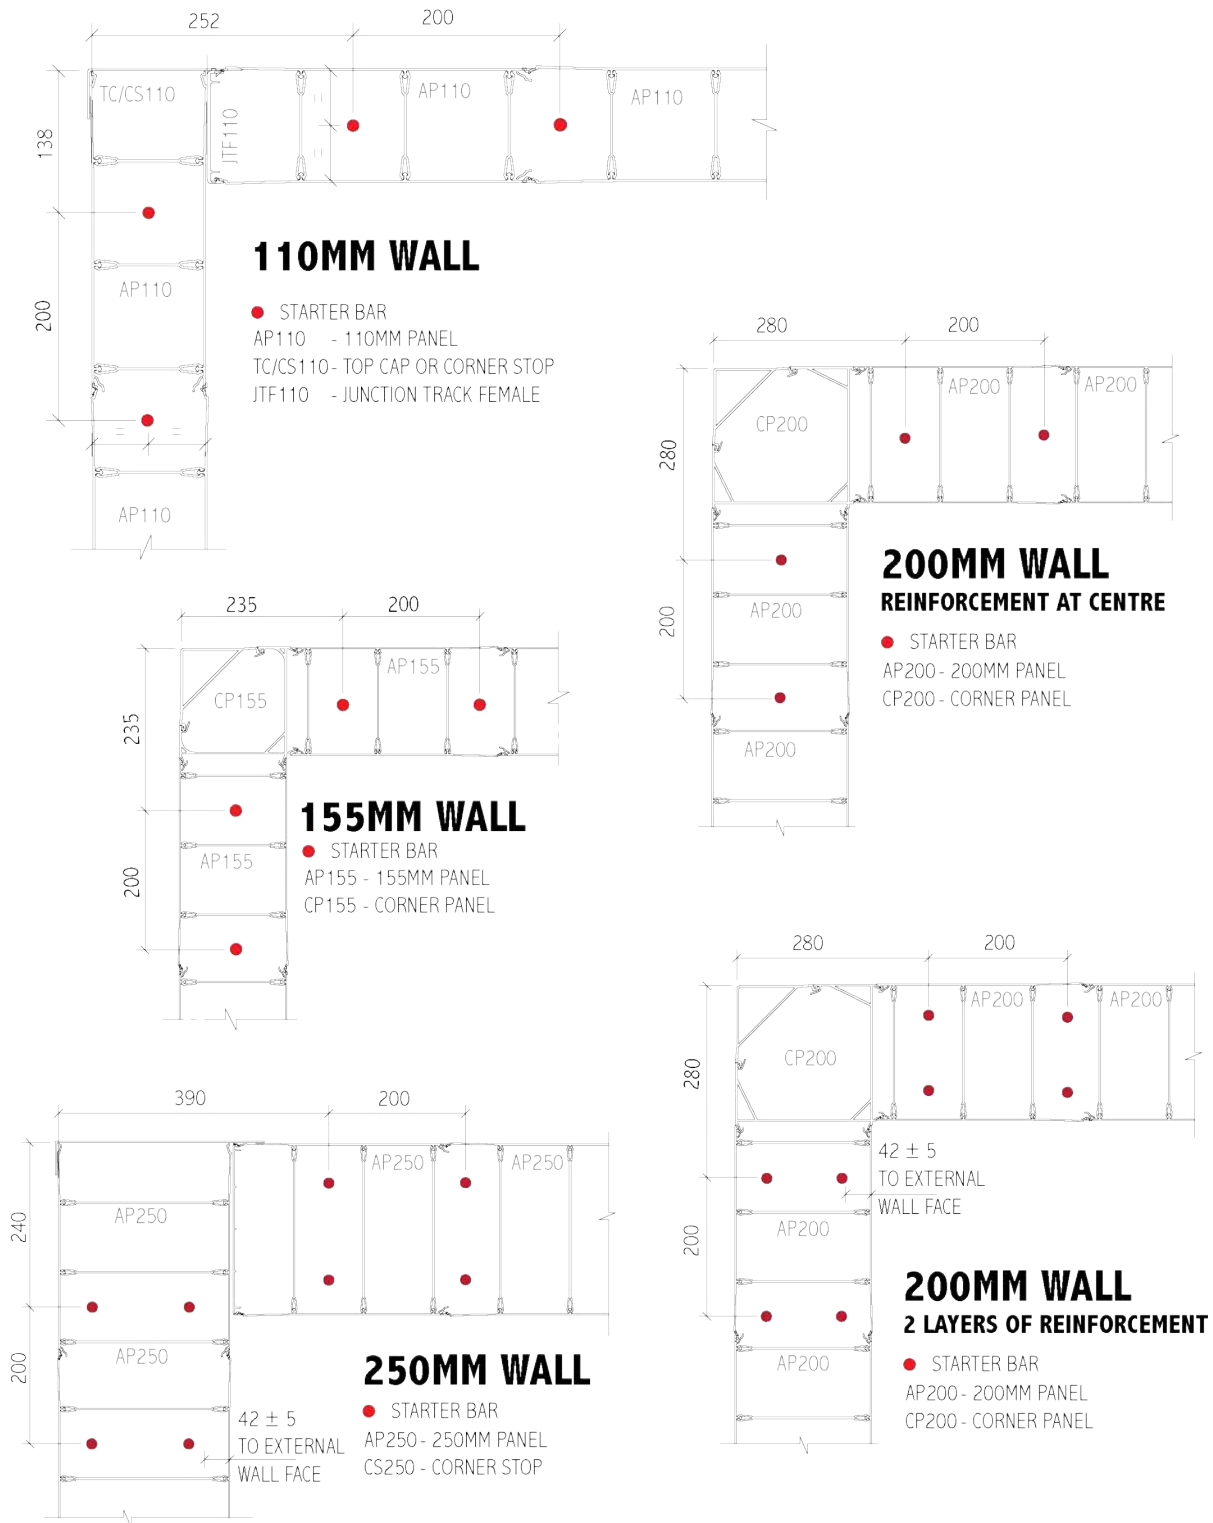 252
200
TC/CS110
138
JTF110
AP110
AP110
110MM WALL
AP110
STARTER BAR
AP110 - 110MM PANEL
TC/CS110 - TOP CAP OR CORNER STOP
JTF110 - JUNCTION TRACK FEMALE
200
=
=
=
=
AP110
280
200
AP200
AP200
CP200
280
200MM WALL
REINFORCEMENT AT CENTRE
STARTER BAR
AP200 - 200MM PANEL
CP200 - CORNER PANEL
AP200
200
AP200
235
200
AP155
CP155
235
155MM WALL
STARTER BAR
AP155 - 155MM PANEL
CP155 - CORNER PANEL
AP155
200
280
200
AP200
AP200
CP200
280
42 ± 5
TO EXTERNAL
WALL FACE
AP200
200
200MM WALL
2 LAYERS OF REINFORCEMENT
STARTER BAR
AP200 - 200MM PANEL
CP200 - CORNER PANEL
AP200
390
200
AP250
AP250
240
AP250
AP250
200
250MM WALL
STARTER BAR
AP250 - 250MM PANEL
CS250 - CORNER STOP
42 ± 5
TO EXTERNAL
WALL FACE